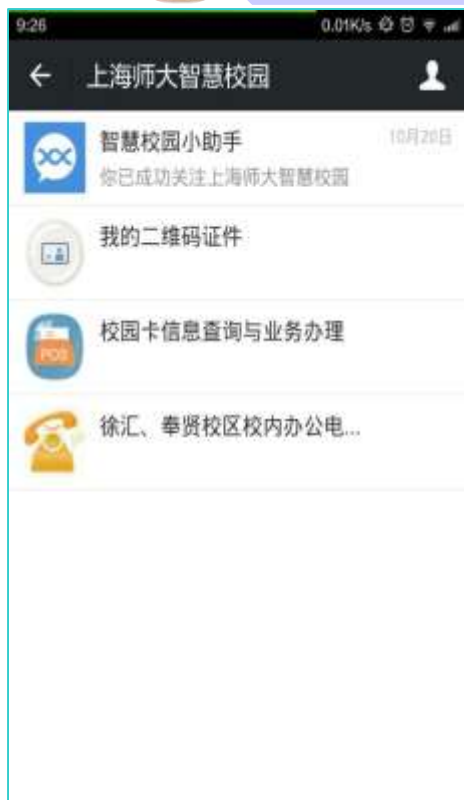 9:26
0.01K/s
上海师大智慧校园
智慧校园小助手
10月20日
你已成功关注上海师大智慧校园
我的二维码证件
校园卡信息查询与业务办理
POS
徐汇、奉贤校区校内办公电...